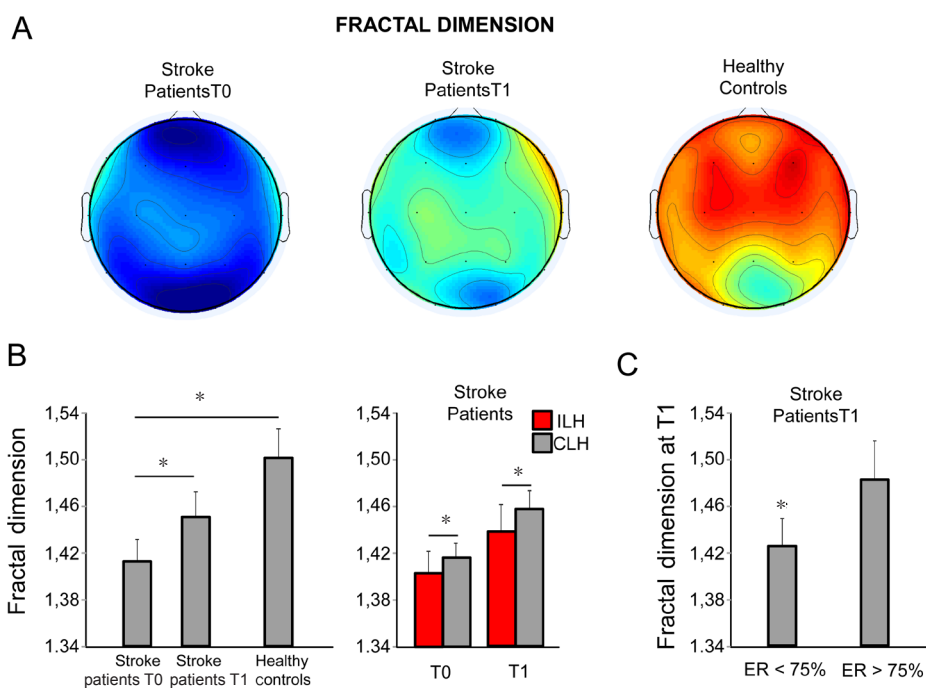 A
FRACTAL DIMENSION
Stroke
PatientsT0
Stroke
PatientsT1
Healthy
Controls
B
Fractal dimension
1,54
1,50
1,46
1,42
1,38
1.34
*
*
Stroke
patients T0
Stroke
patients T1
Healthy
controls
Stroke
Patients
ILH
CLH
1,54
1,50
1,46
1,42
1,38
1.34
*
*
T0
T1
C
Stroke
PatientsT1
Fractal dimension at T1
1,54
1,50
1,46
1,42
1,38
1.34
*
ER < 75%
ER > 75%